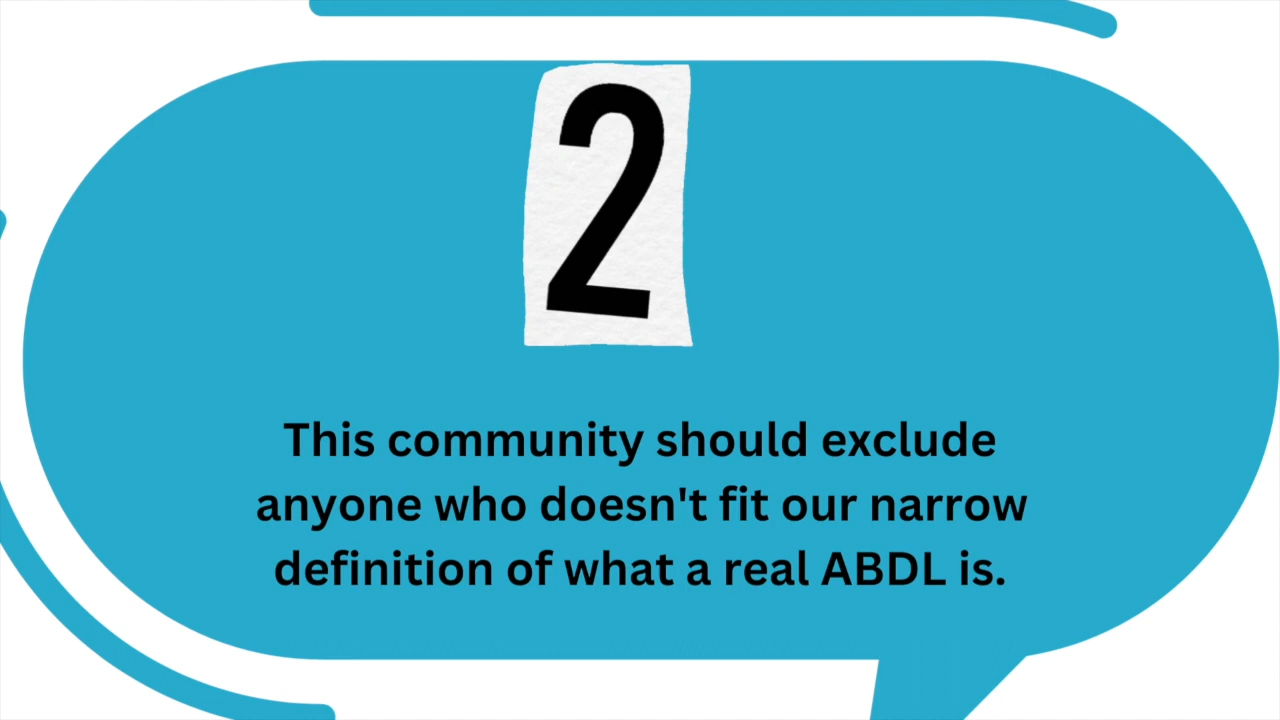 2
This community should exclude
anyone who doesn't fit our narrow
definition of what a real ABDL is.